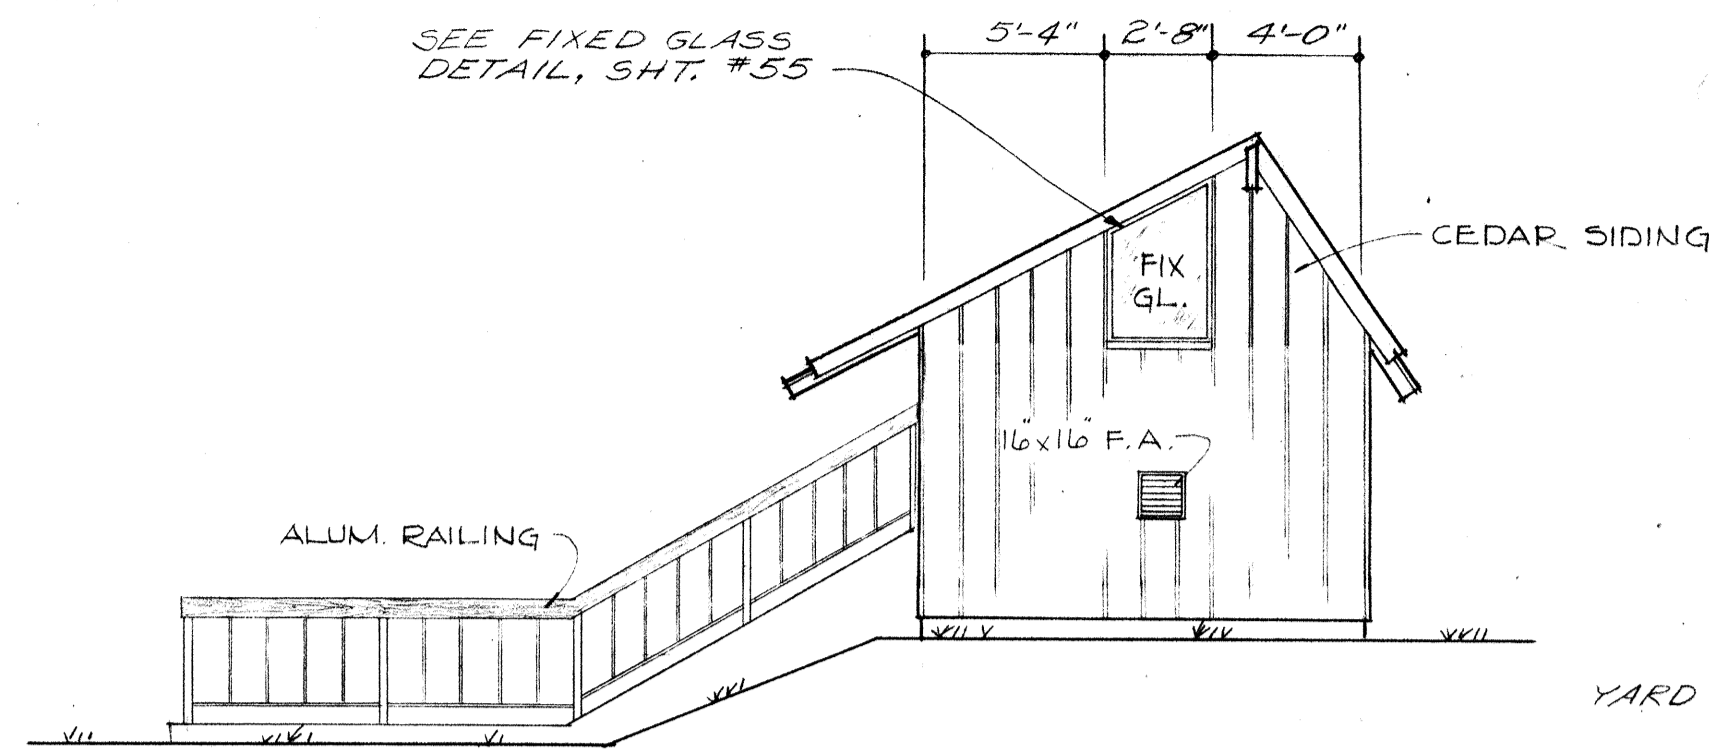 SEE FIXED GLASS
DETAIL, SHT. #55
5'-4" 2'-8" 4'-0"
CEDAR SIDING
FIX
GL.
16"x16" F.A.
ALUM. RAILING
YARD